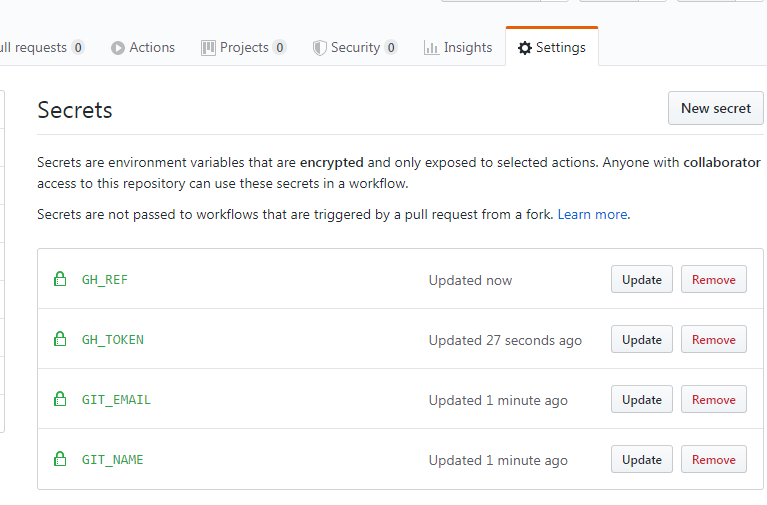 ull requests 0 Actions Projects 0 Security 0 Insights Settings
Secrets New secret
Secrets are environment variables that are encrypted and only exposed to selected actions. Anyone with collaborator
access to this repository can use these secrets in a workflow.
Secrets are not passed to workflows that are triggered by a pull request from a fork. Learn more.
GH_REF Updated now Update Remove
GH_TOKEN Updated 27 seconds ago Update Remove
GIT_EMAIL Updated 1 minute ago Update Remove
GIT_NAME Updated 1 minute ago Update Remove